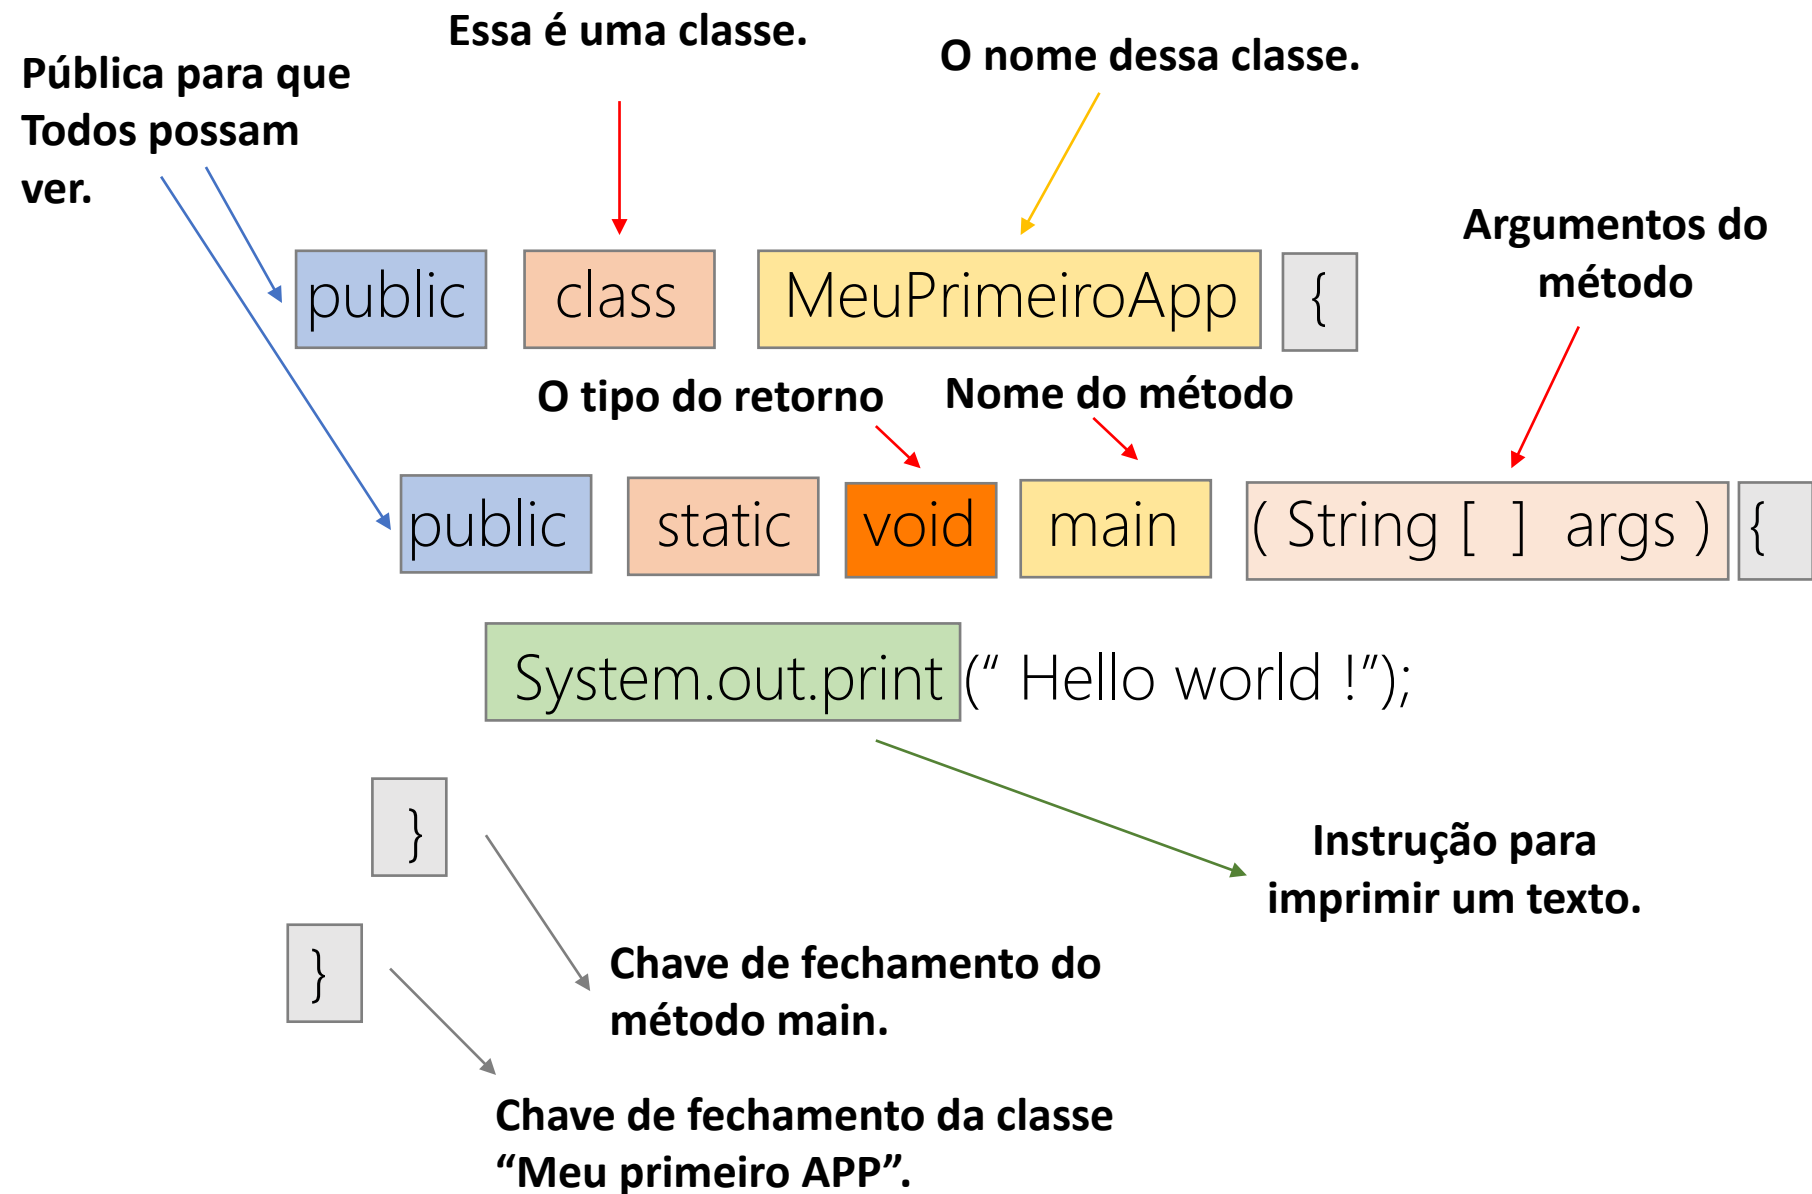 Essa é uma classe.
O nome dessa classe.
Pública para que
Todos possam
ver.
Argumentos do
método
public class MeuPrimeiroApp {
O tipo do retorno
Nome do método
public static void main ( String [ ] args ) {
System.out.print (“ Hello world !”);
}
Instrução para
imprimir um texto.
}
Chave de fechamento do
método main.
Chave de fechamento da classe
“Meu primeiro APP”.